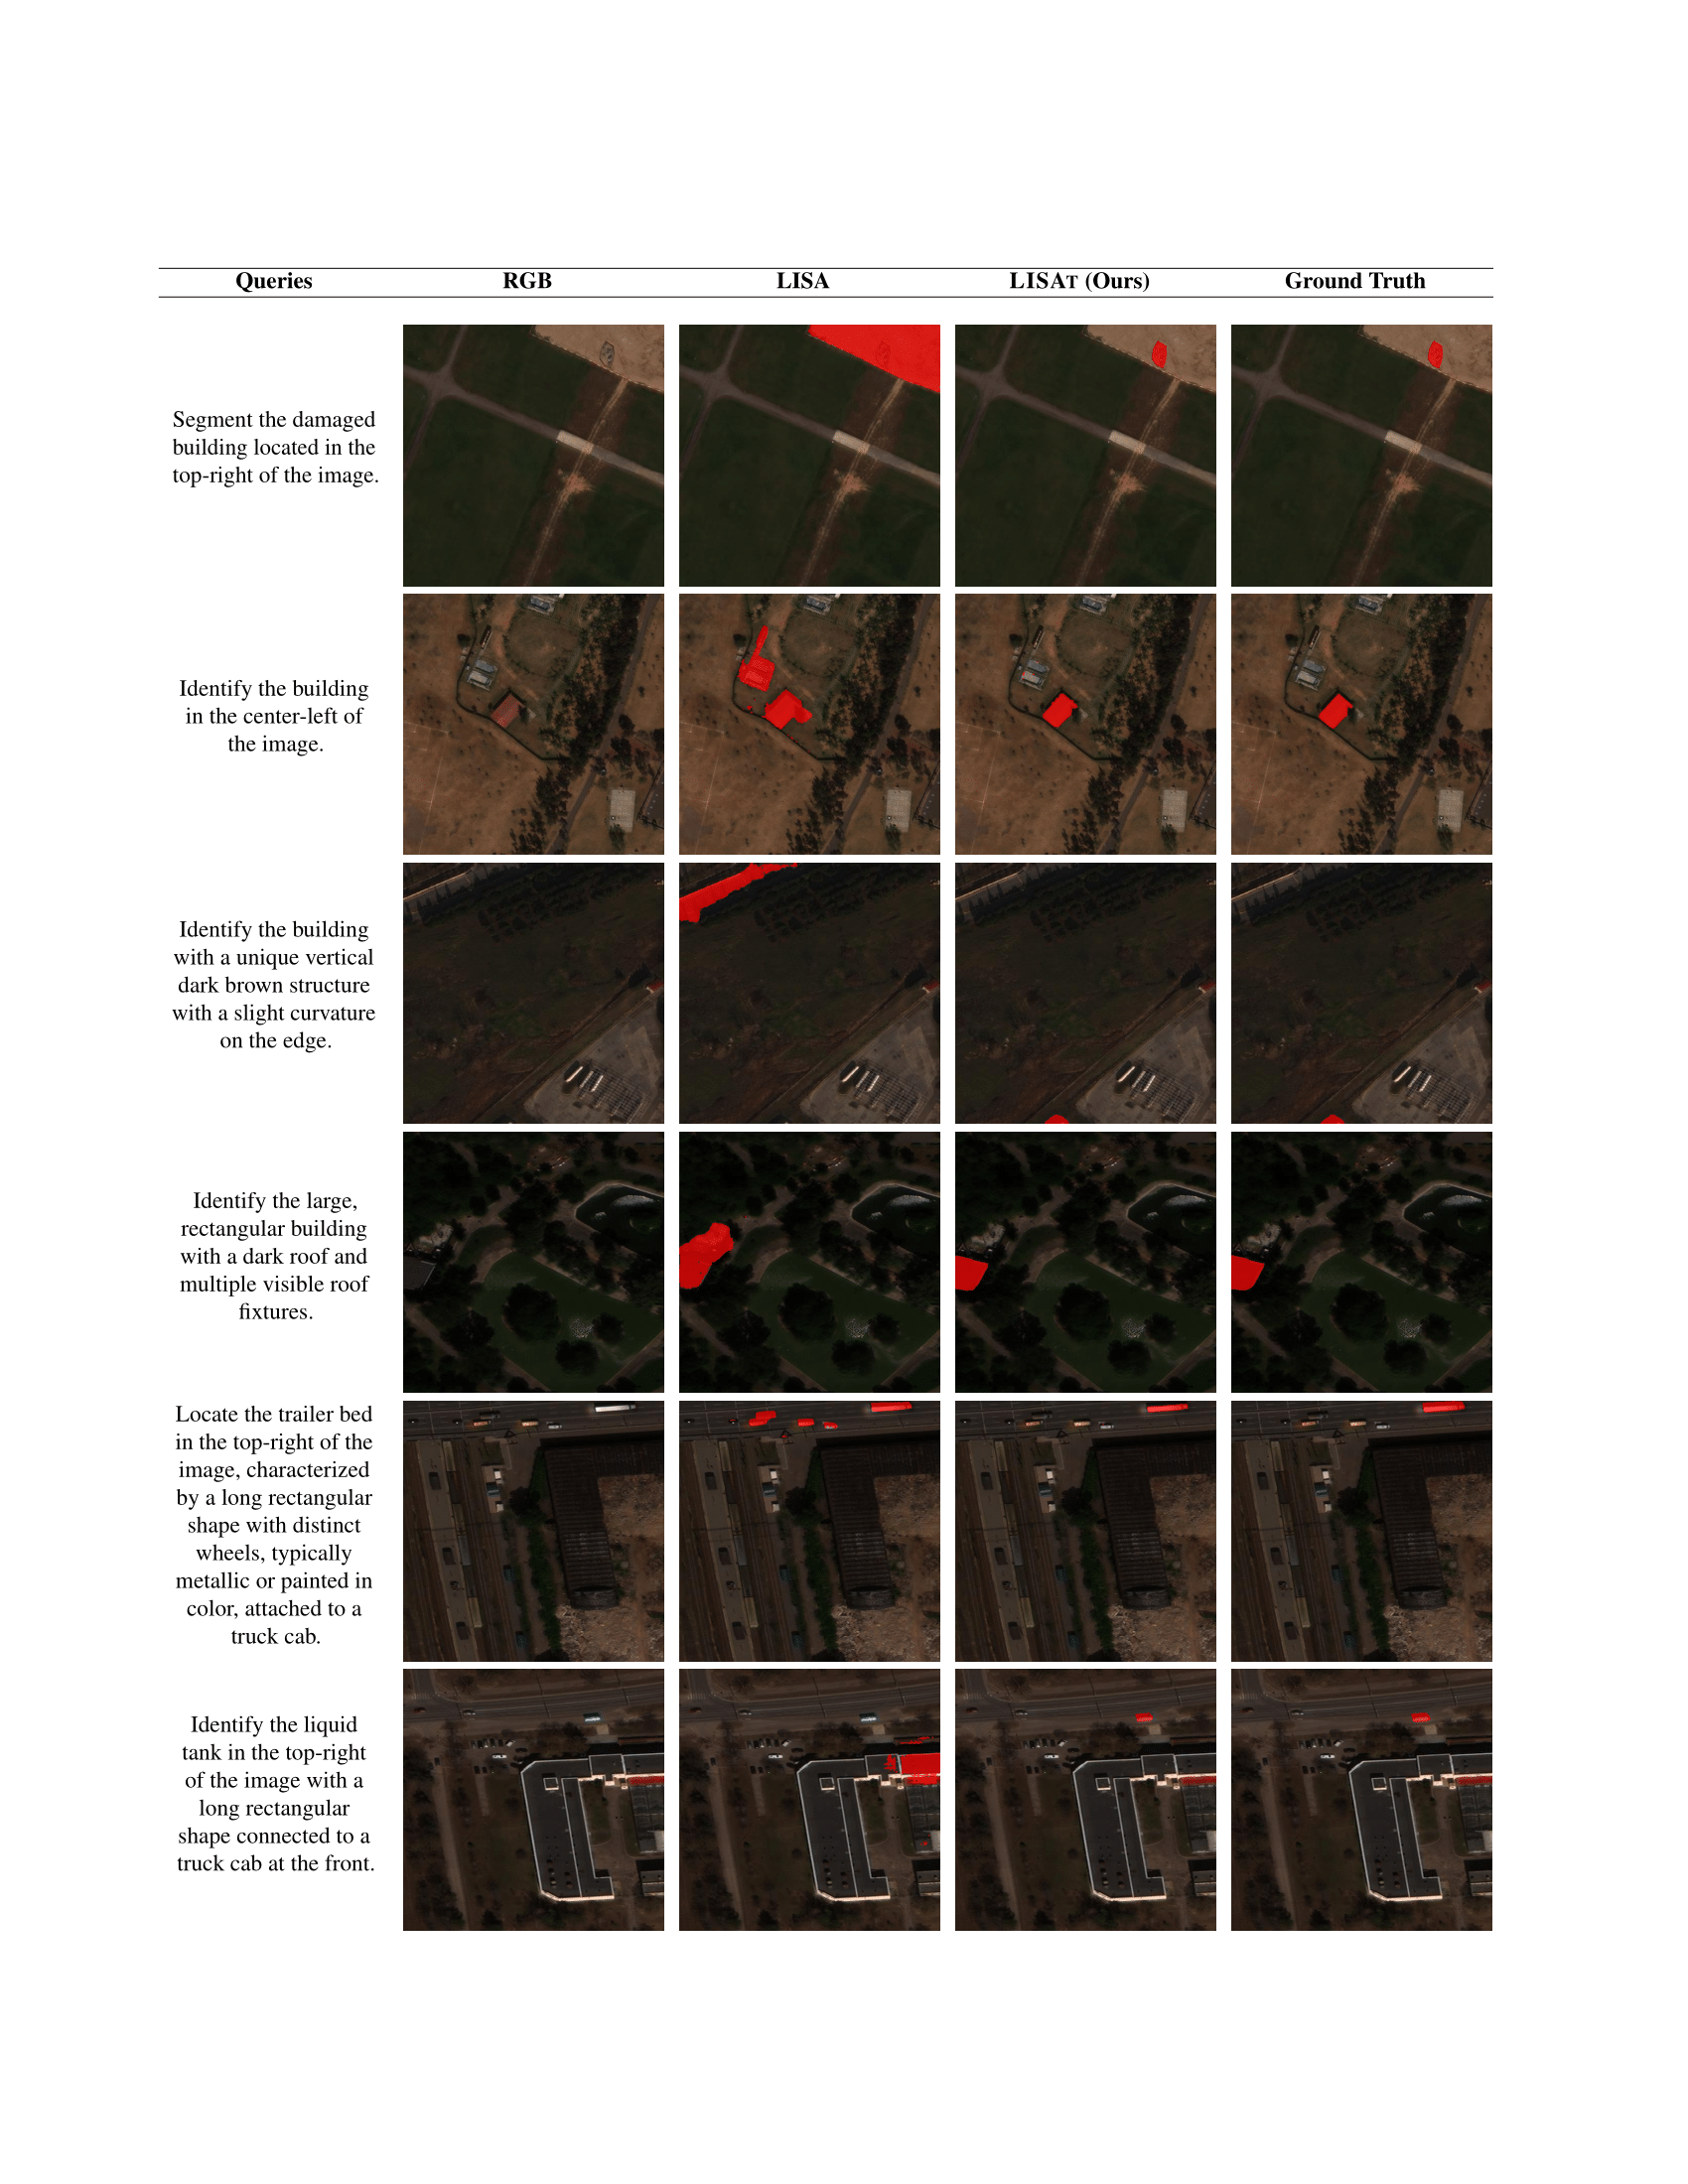 Queries RGB LISA LISAT (Ours) Ground Truth
Segment the damaged
building located in the
top-right of the image.
Identify the building
in the center-left of
the image.
Identify the building
with a unique vertical
dark brown structure
with a slight curvature
on the edge.
Identify the large,
rectangular building
with a dark roof and
multiple visible roof
fixtures.
Locate the trailer bed
in the top-right of the
image, characterized
by a long rectangular
shape with distinct
wheels, typically
metallic or painted in
color, attached to a
truck cab.
Identify the liquid
tank in the top-right
of the image with a
long rectangular
shape connected to a
truck cab at the front.